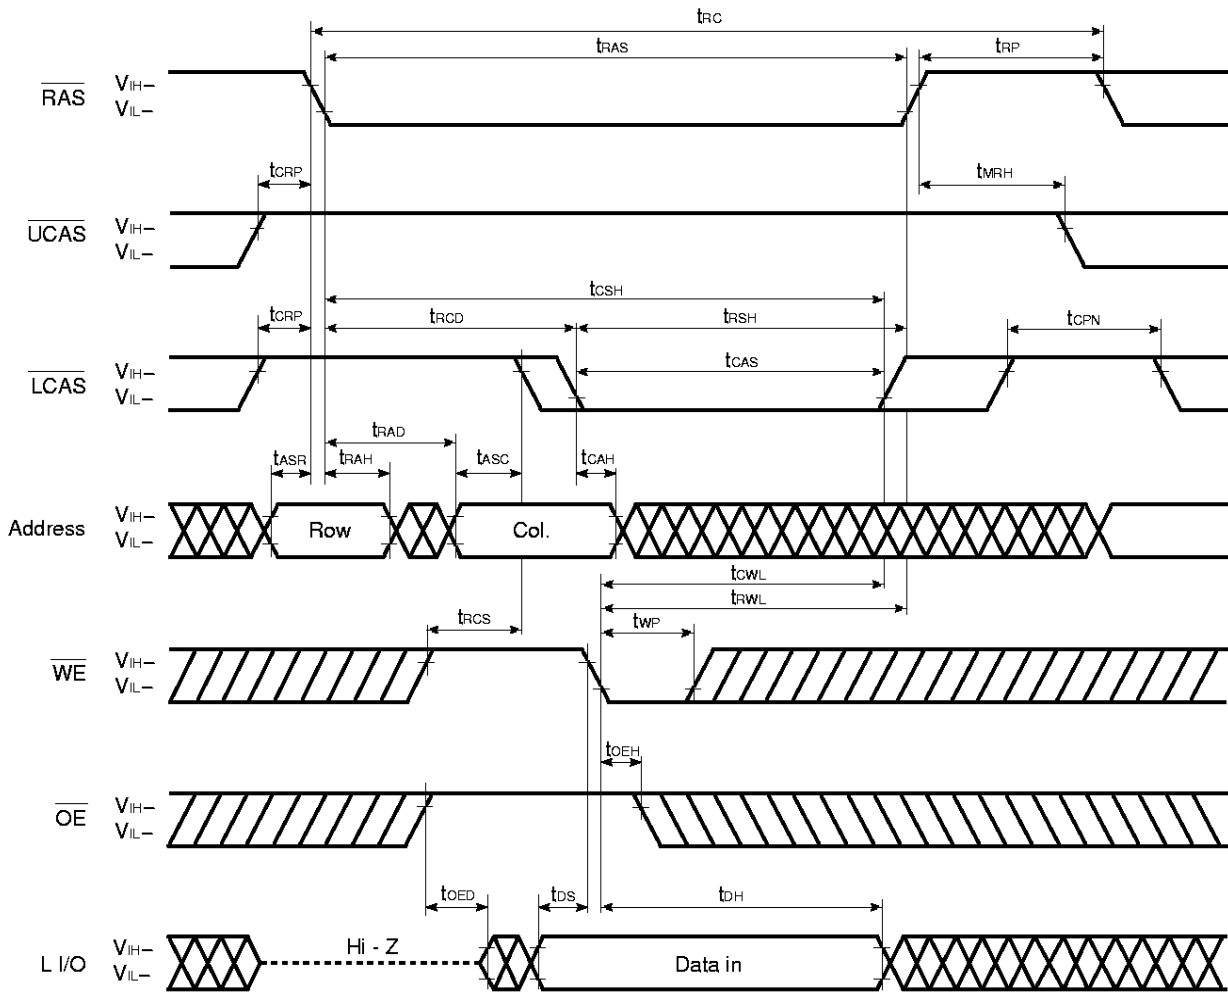 tRC
tRAS
tRP
RAS
VIH–
VIL–
tCRP
tMRH
UCAS
VIH–
VIL–
tCSH
tCRP
tRCD
tRSH
tCPN
LCAS
VIH–
VIL–
tCAS
tRAD
tASR
tRAH
tASC
tCAH
Address
VIH–
VIL–
Row
Col.
tCWL
tRWL
tRCS
tWP
WE
VIH–
VIL–
tOEH
OE
VIH–
VIL–
tOED
tDS
tDH
L I/O
VIH–
VIL–
Hi - Z
Data in